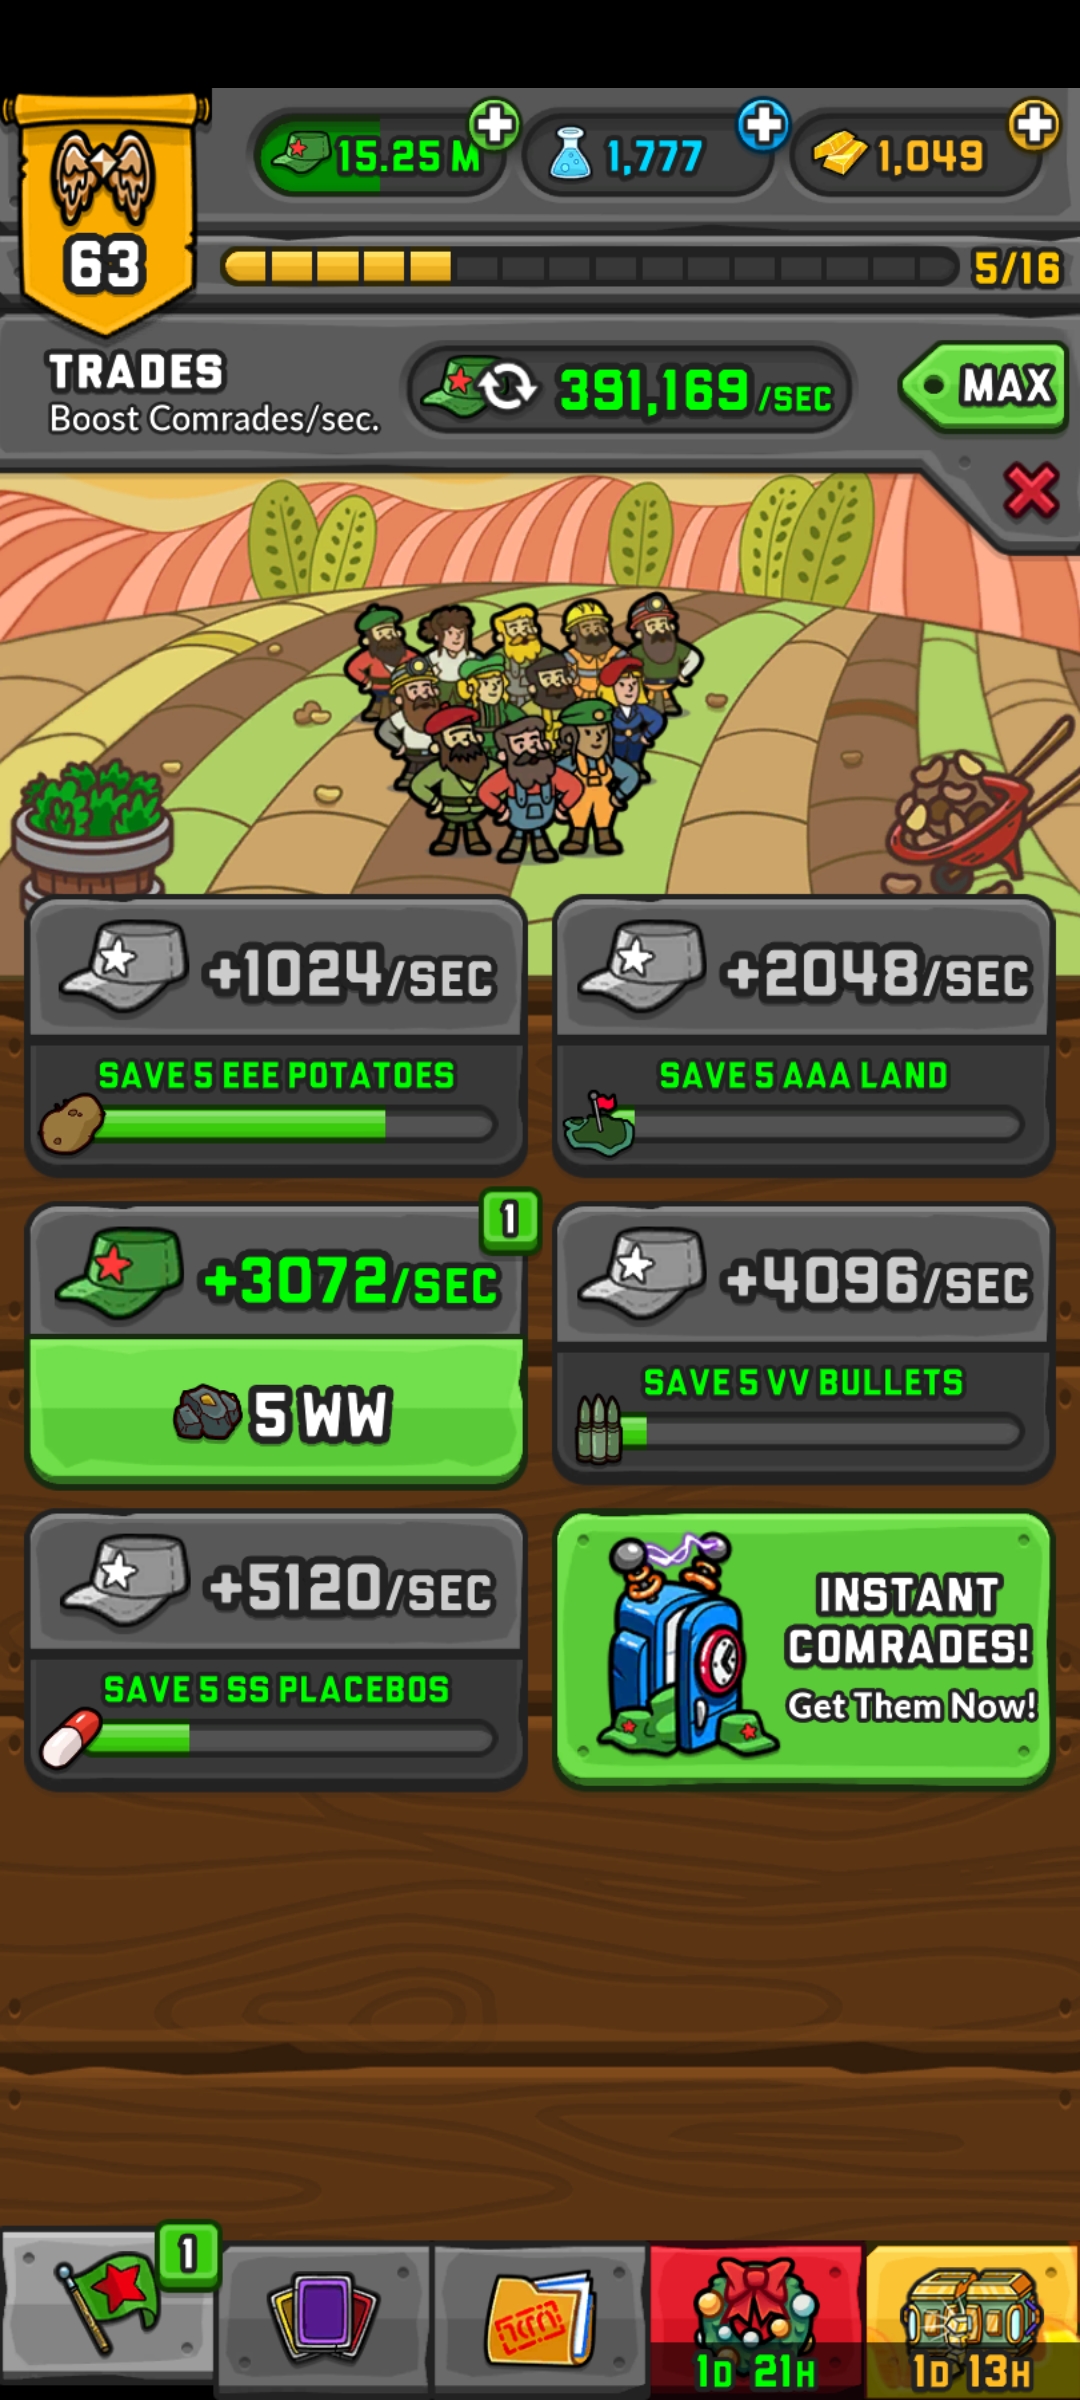 15.25 M
1,777
1,049
63
5/16
TRADES
Boost Comrades/sec.
391,169/SEC
MAX
+1024/SEC
SAVE 5 EEE POTATOES
+2048/SEC
SAVE 5 AAA LAND
1
+3072/SEC
5 WW
+4096/SEC
SAVE 5 VV BULLETS
+5120/SEC
SAVE 5 SS PLACEBOS
INSTANT
COMRADES!
Get Them Now!
1
1D 21H
1D 13H